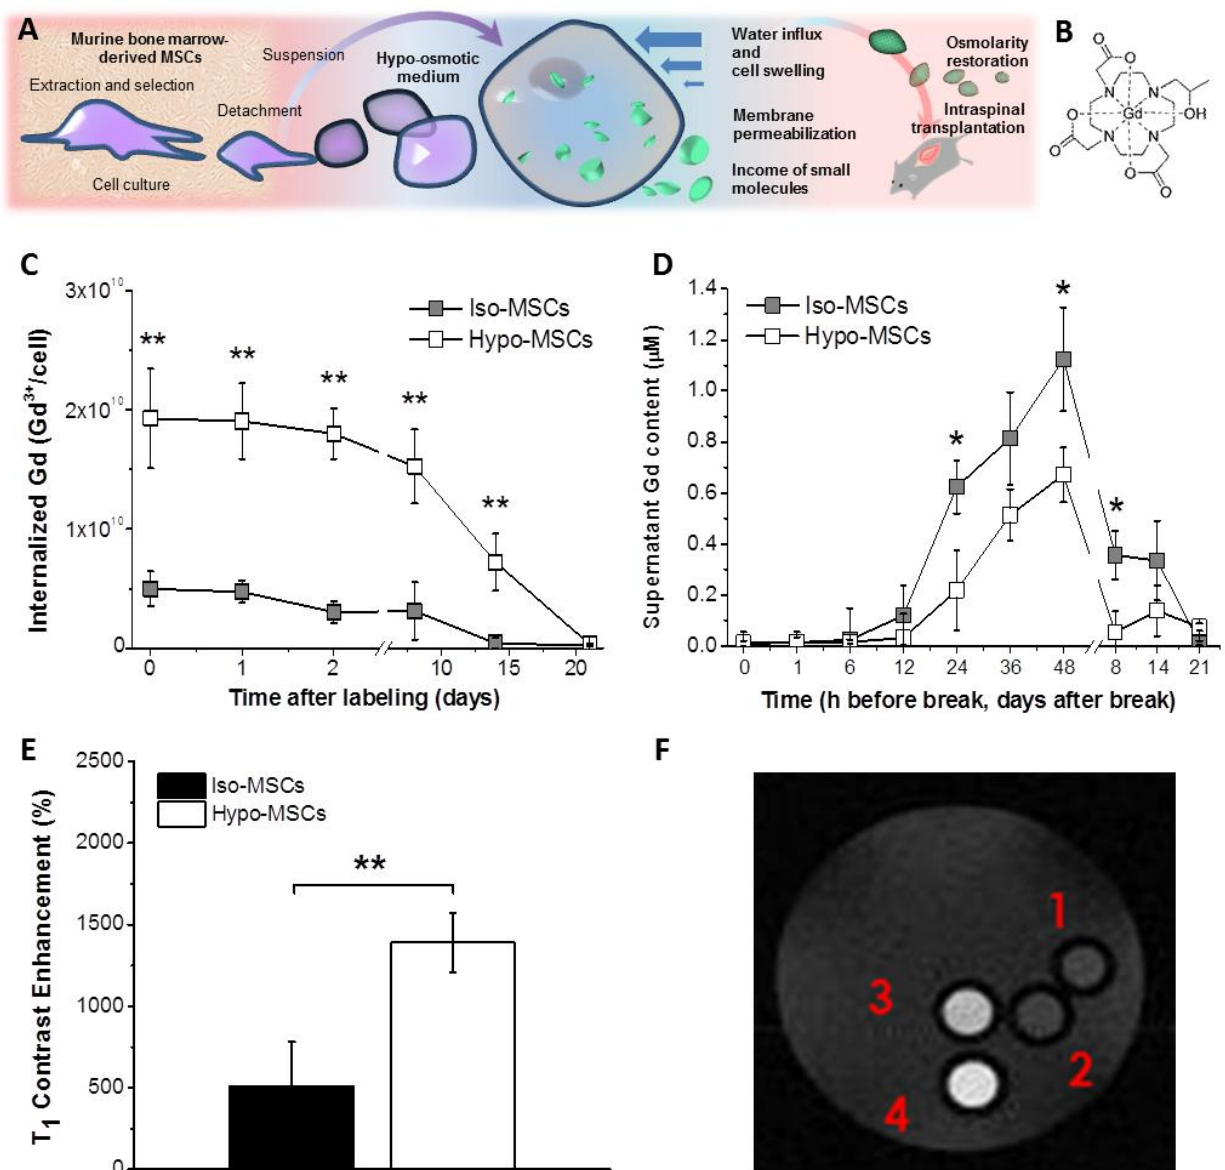 A
Murine bone marrow-
derived MSCs
Extraction and selection
Cell culture
Detachment
Suspension
Hypo-osmotic
medium
Water influx
and
cell swelling
Membrane
permeabilization
Income of small
molecules
Osmolarity
restoration
Intraspinal
transplantation
B
O
O
N
N
OH
O
Gd
O
N
N
O
O
C
Internalized Gd (Gd³⁺/cell)
3x10¹⁰
2x10¹⁰
1x10¹⁰
0
Iso-MSCs
Hypo-MSCs
**
**
**
**
**
0 1 2 10 15 20
Time after labeling (days)
D
Supernatant Gd content (µM)
1.4
1.2
1.0
0.8
0.6
0.4
0.2
0.0
Iso-MSCs
Hypo-MSCs
*
*
*
0 1 6 12 24 36 48 8 14 21
Time (h before break, days after break)
E
T₁ Contrast Enhancement (%)
2500
2000
1500
1000
500
0
Iso-MSCs
Hypo-MSCs
**
F
1
3
2
4